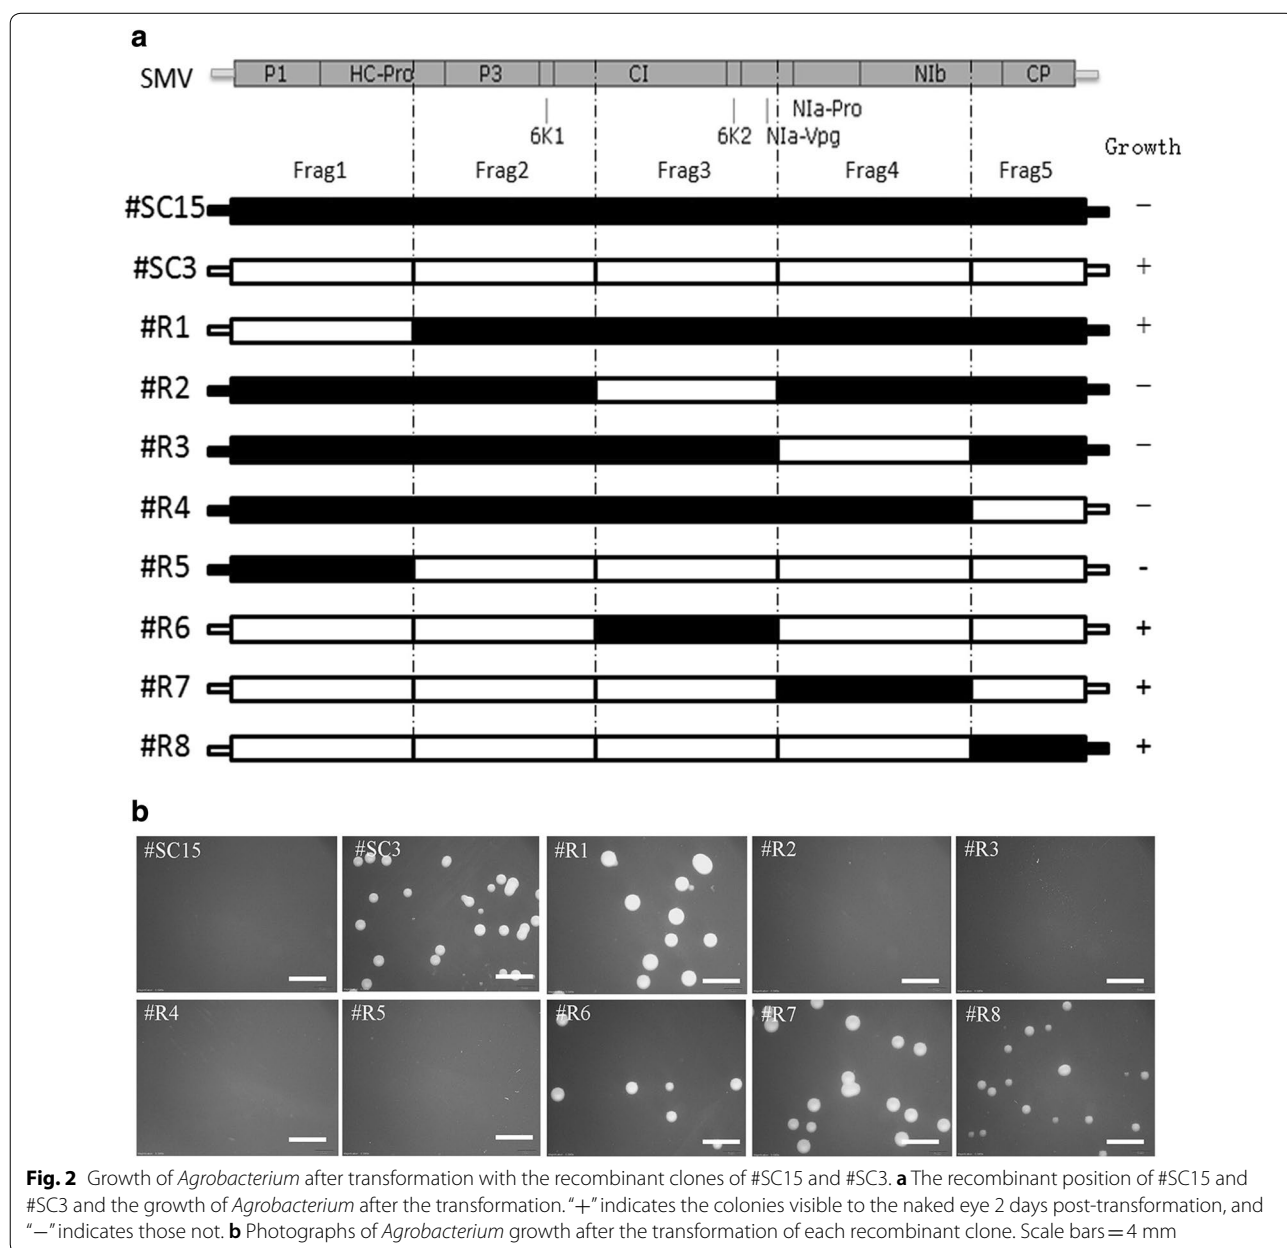 a
SMV P1 HC-Pro P3 CI NIb CP
NIa-Pro
6K1 6K2 NIa-Vpg
Growth
Frag1 Frag2 Frag3 Frag4 Frag5
#SC15 −
#SC3 +
#R1 +
#R2 −
#R3 −
#R4 −
#R5 -
#R6 +
#R7 +
#R8 +
b
#SC15 #SC3 #R1 #R2 #R3
#R4 #R5 #R6 #R7 #R8
Fig. 2 Growth of Agrobacterium after transformation with the recombinant clones of #SC15 and #SC3. a The recombinant position of #SC15 and
#SC3 and the growth of Agrobacterium after the transformation. “+” indicates the colonies visible to the naked eye 2 days post-transformation, and
“−” indicates those not. b Photographs of Agrobacterium growth after the transformation of each recombinant clone. Scale bars = 4 mm